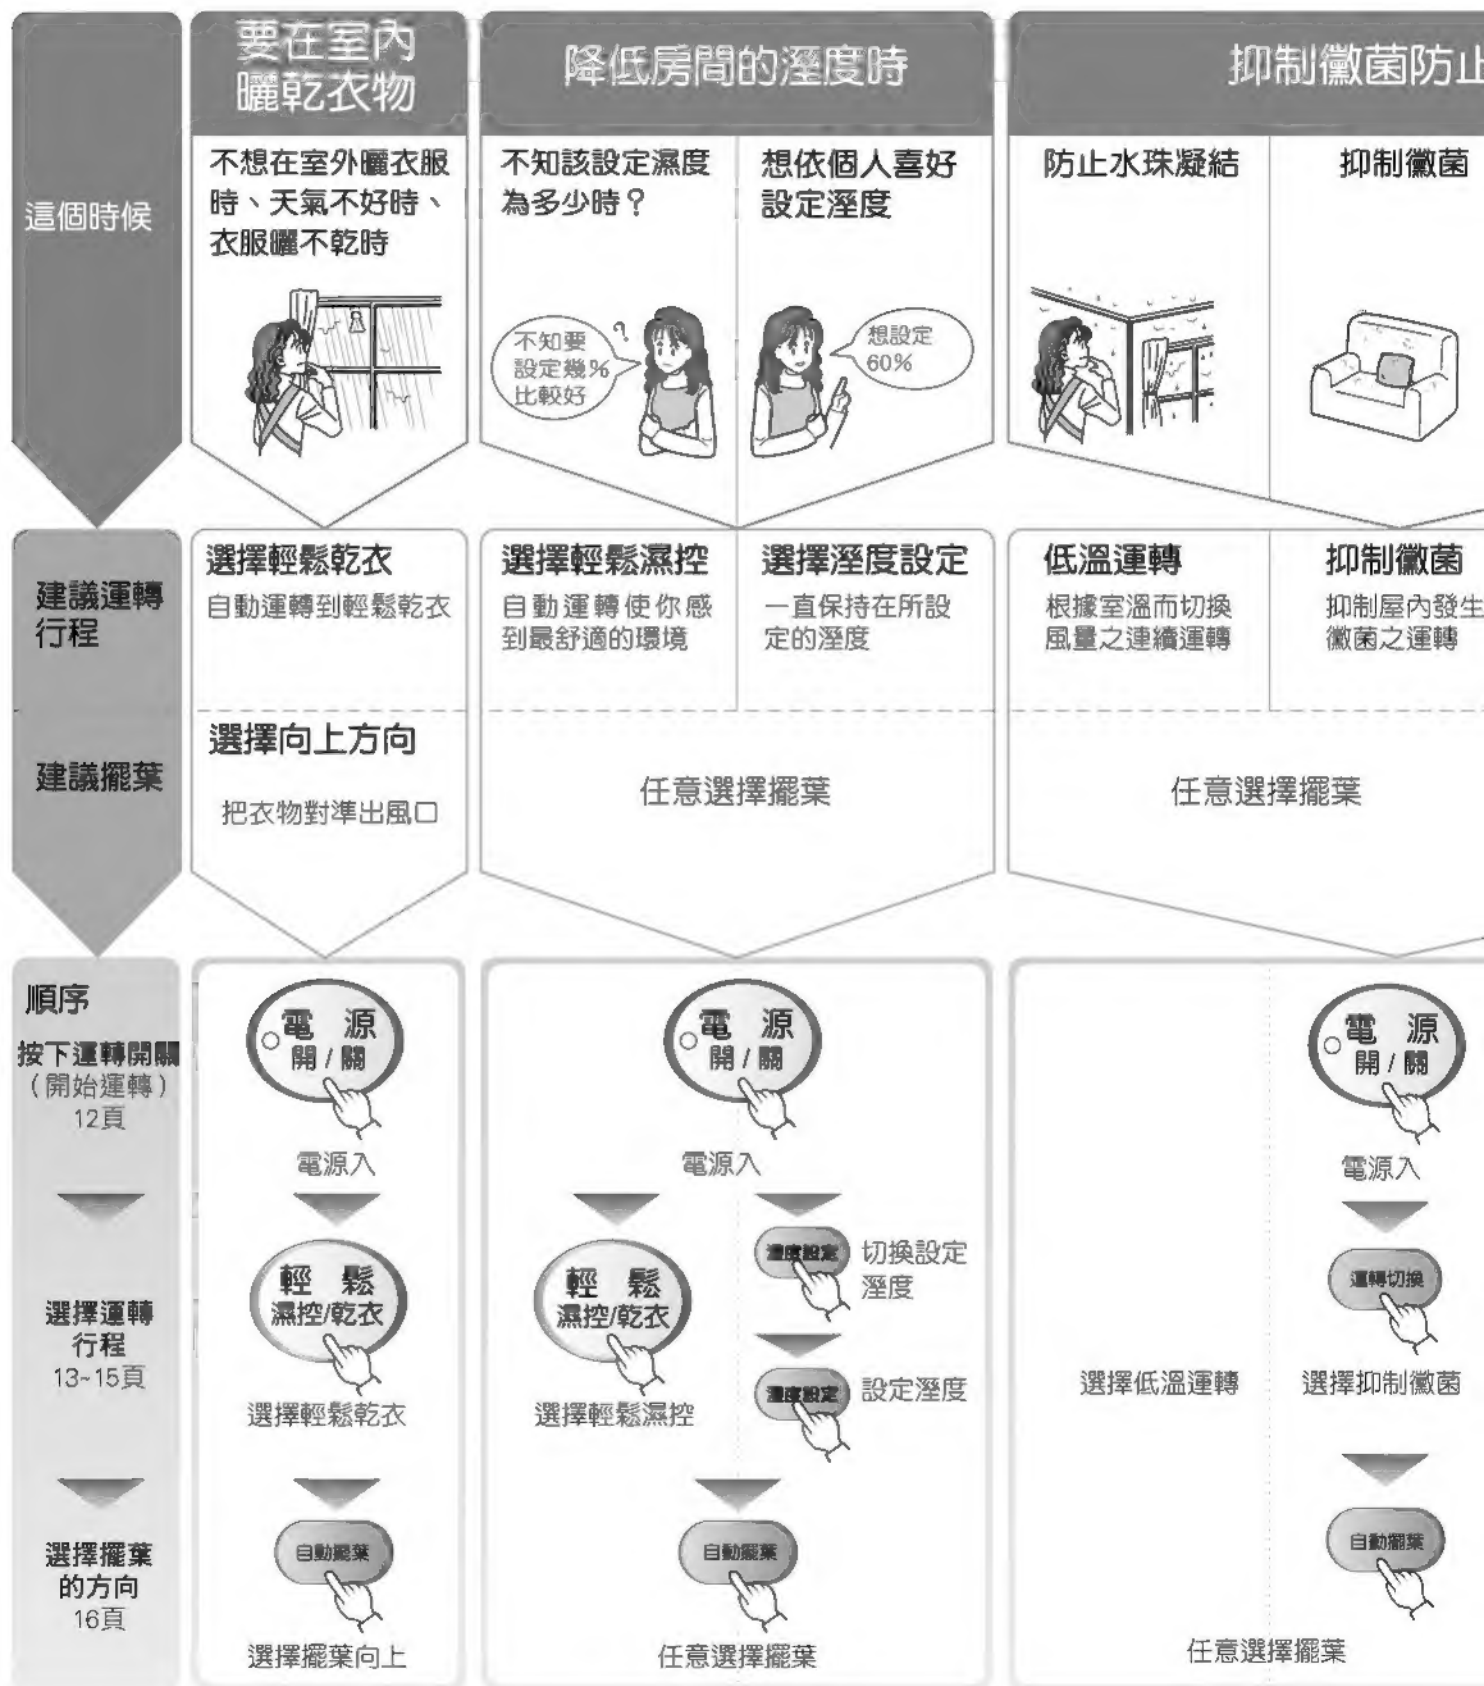 要在室內
曬乾衣物
降低房間的溼度時
抑制黴菌防止
這個時候
不想在室外曬衣服
時、天氣不好時、
衣服曬不乾時
不知該設定濕度
為多少時？
想依個人喜好
設定溼度
防止水珠凝結
抑制黴菌
不知要
設定幾%
比較好
?
想設定
60%
建議運轉
行程
選擇輕鬆乾衣
自動運轉到輕鬆乾衣
選擇輕鬆濕控
自動運轉使你感
到最舒適的環境
選擇溼度設定
一直保持在所設
定的溼度
低溫運轉
根據室溫而切換
風量之連續運轉
抑制黴菌
抑制屋內發生
黴菌之運轉
建議擺葉
選擇向上方向
把衣物對準出風口
任意選擇擺葉
任意選擇擺葉
順序
按下運轉開關
（開始運轉）
12頁
電 源
開/關
電源入
電 源
開/關
電源入
電 源
開/關
電源入
選擇運轉
行程
13~15頁
輕 鬆
濕控/乾衣
選擇輕鬆乾衣
輕 鬆
濕控/乾衣
選擇輕鬆濕控
溼度設定
切換設定
溼度
溼度設定
設定溼度
選擇低溫運轉
運轉切換
選擇抑制黴菌
選擇擺葉
的方向
16頁
自動擺葉
選擇擺葉向上
自動擺葉
任意選擇擺葉
自動擺葉
任意選擇擺葉